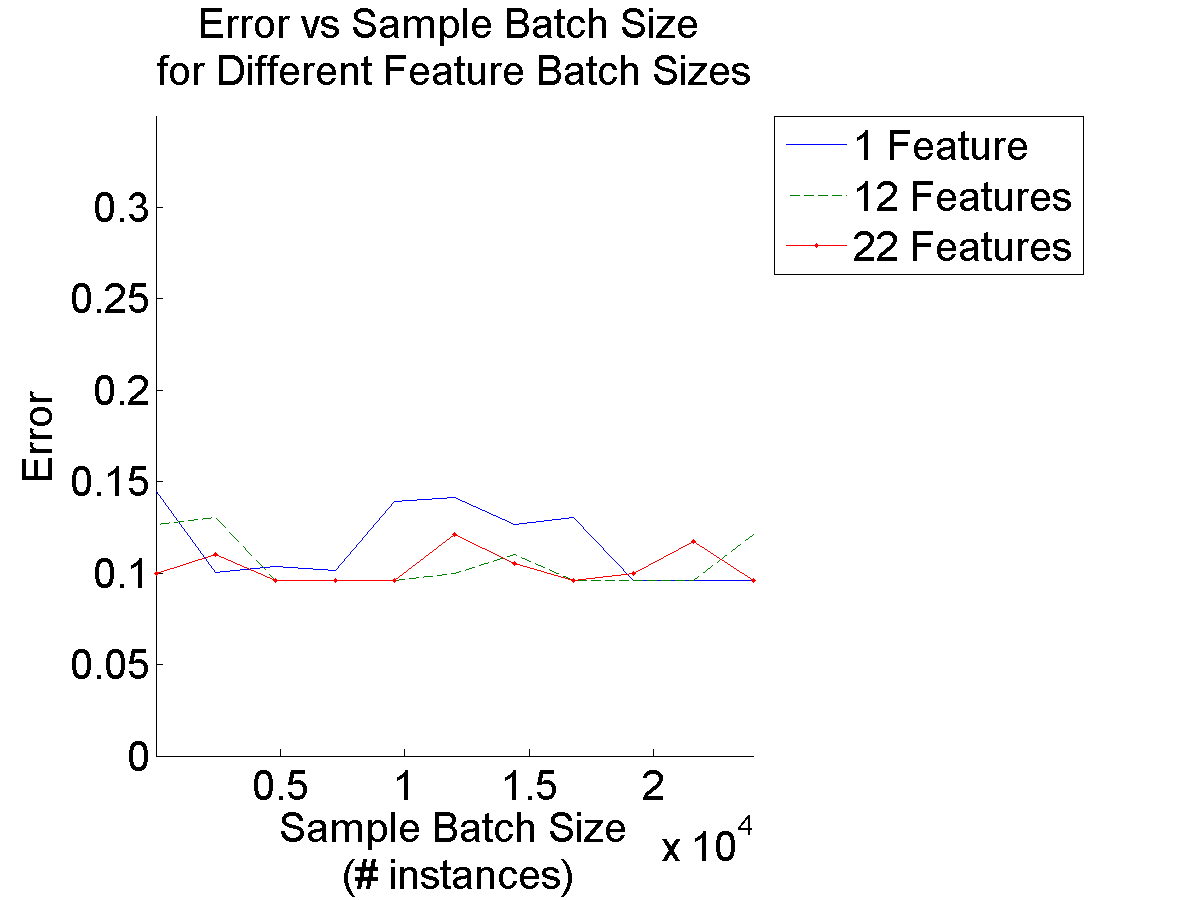 Error vs Sample Batch Size
for Different Feature Batch Sizes
1 Feature
12 Features
22 Features
0.3
0.25
0.2
0.15
0.1
0.05
0
Error
0.5 1 1.5 2
Sample Batch Size
x 10^4
(# instances)